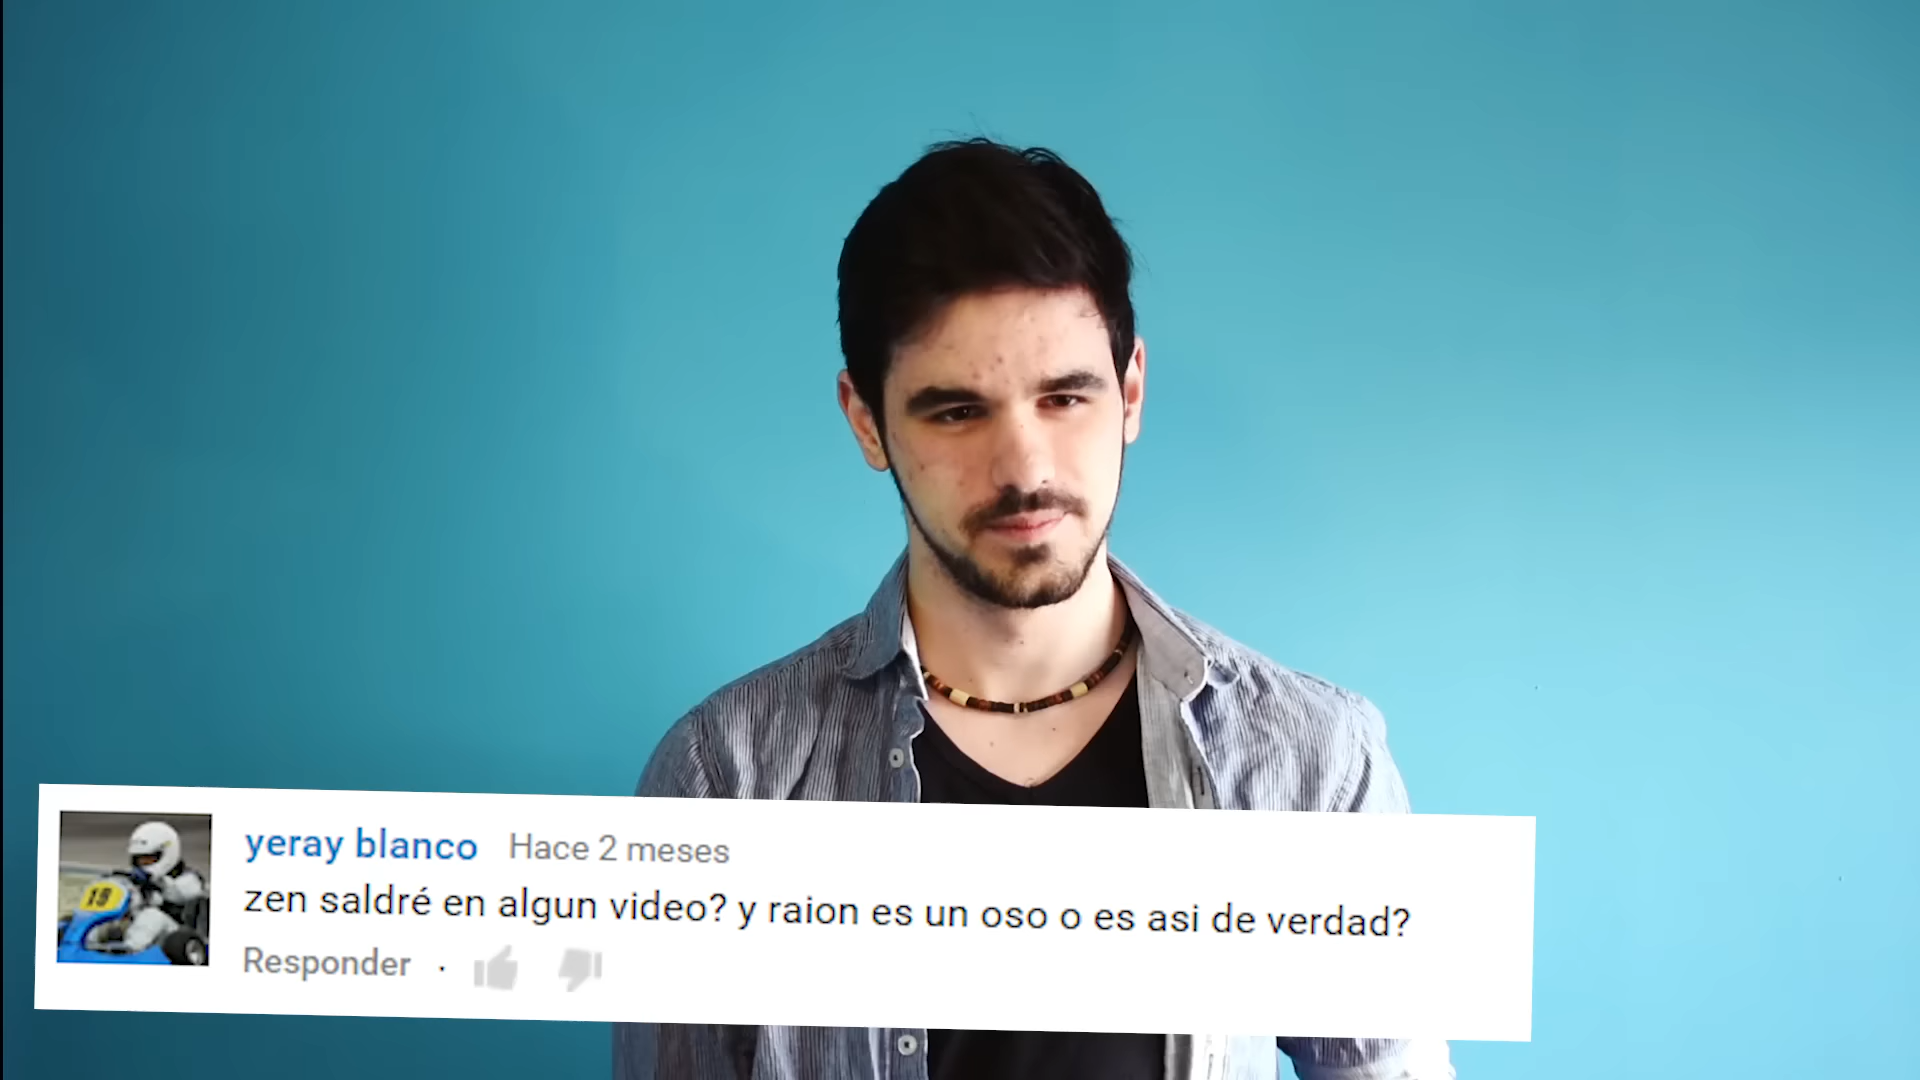 yeray blanco Hace 2 meses
zen saldré en algun video? y raion es un oso o es asi de verdad?
Responder ·
19